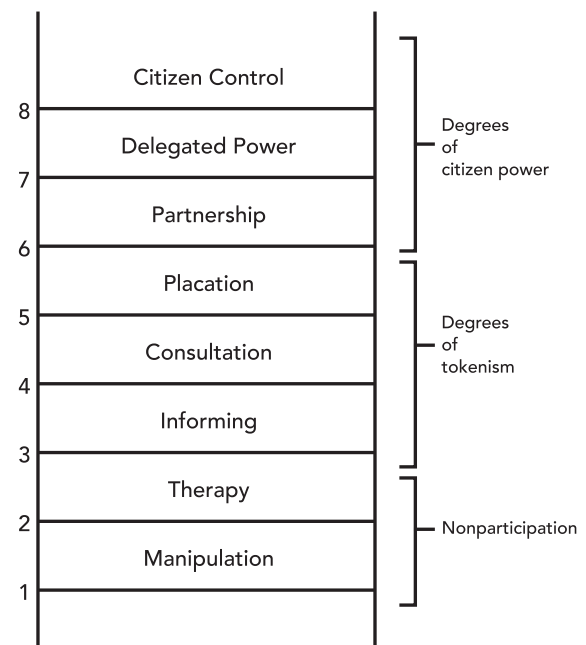 Citizen Control
8
Delegated Power
7
Partnership
6
Placation
5
Consultation
4
Informing
3
Therapy
2
Manipulation
1
Degrees
of
citizen power
Degrees
of
tokenism
Nonparticipation